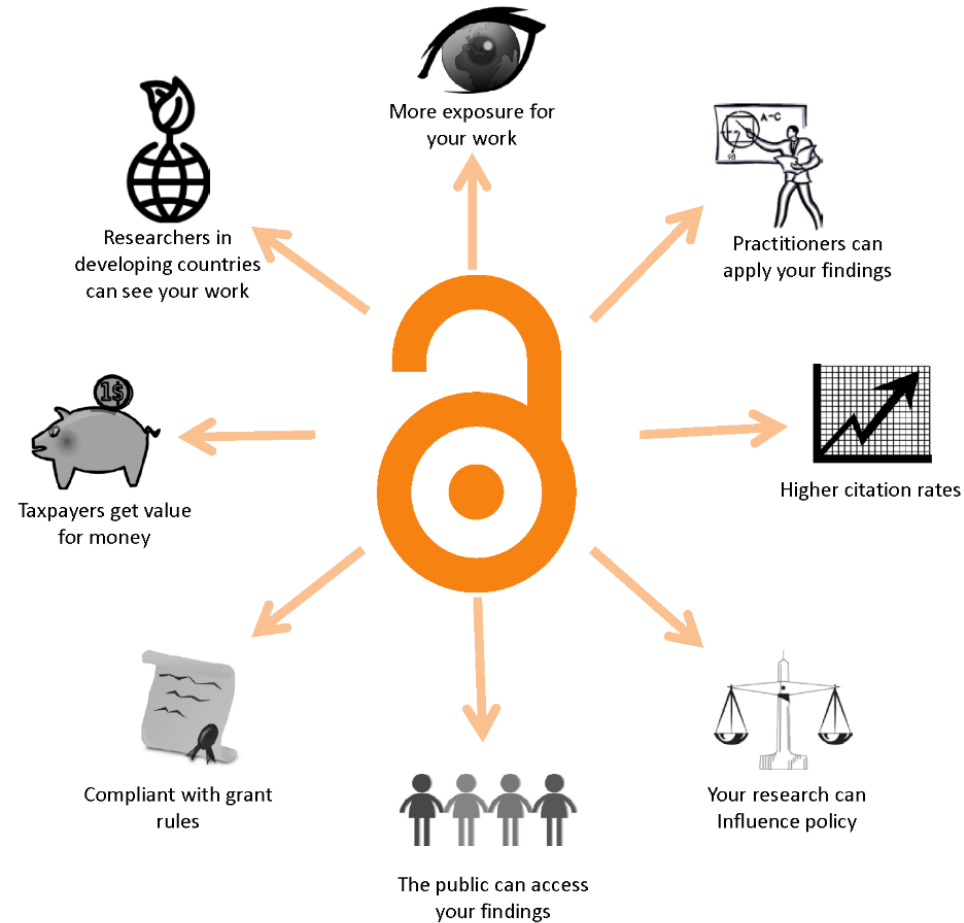 More exposure for
your work
A-C
Practitioners can
apply your findings
Higher citation rates
Your research can
Influence policy
The public can access
your findings
Compliant with grant
rules
1$
Taxpayers get value
for money
Researchers in
developing countries
can see your work